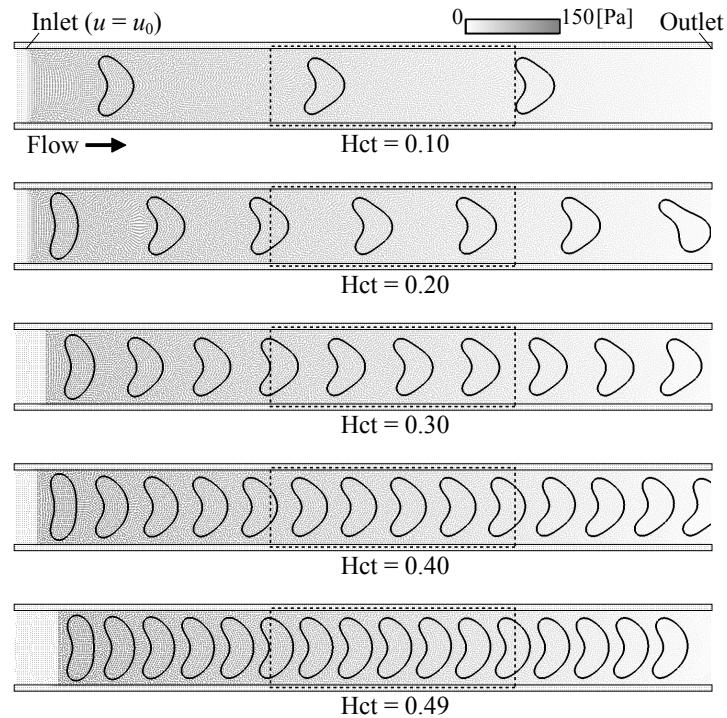 Inlet (u = u₀)
0 150 [Pa]
Outlet
Flow
Hct = 0.10
Hct = 0.20
Hct = 0.30
Hct = 0.40
Hct = 0.49